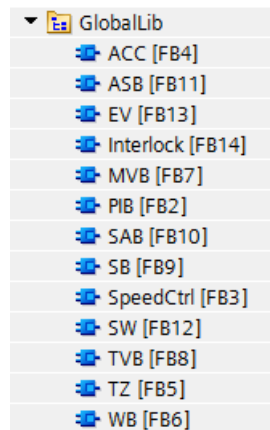 GlobalLib
ACC [FB4]
ASB [FB11]
EV [FB13]
Interlock [FB14]
MVB [FB7]
PIB [FB2]
SAB [FB10]
SB [FB9]
SpeedCtrl [FB3]
SW [FB12]
TVB [FB8]
TZ [FB5]
WB [FB6]